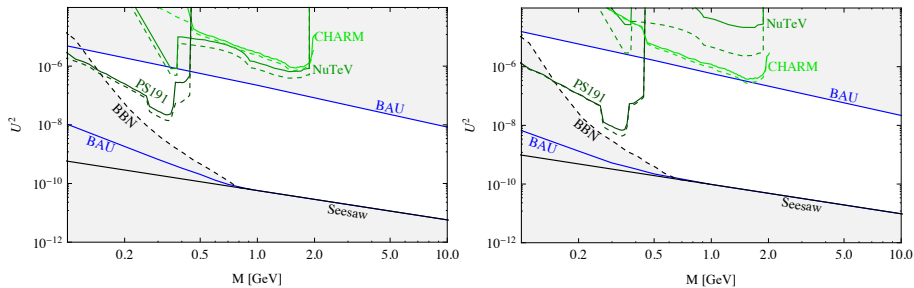 CHARM
NuTeV
BAU
PS191
BBN
BAU
Seesaw
10⁻⁶
10⁻⁸
10⁻¹⁰
10⁻¹²
U²
0.2 0.5 1.0 2.0 5.0 10.0
M [GeV]
NuTeV
CHARM
BAU
PS191
BBN
BAU
Seesaw
10⁻⁶
10⁻⁸
10⁻¹⁰
10⁻¹²
U²
0.2 0.5 1.0 2.0 5.0 10.0
M [GeV]